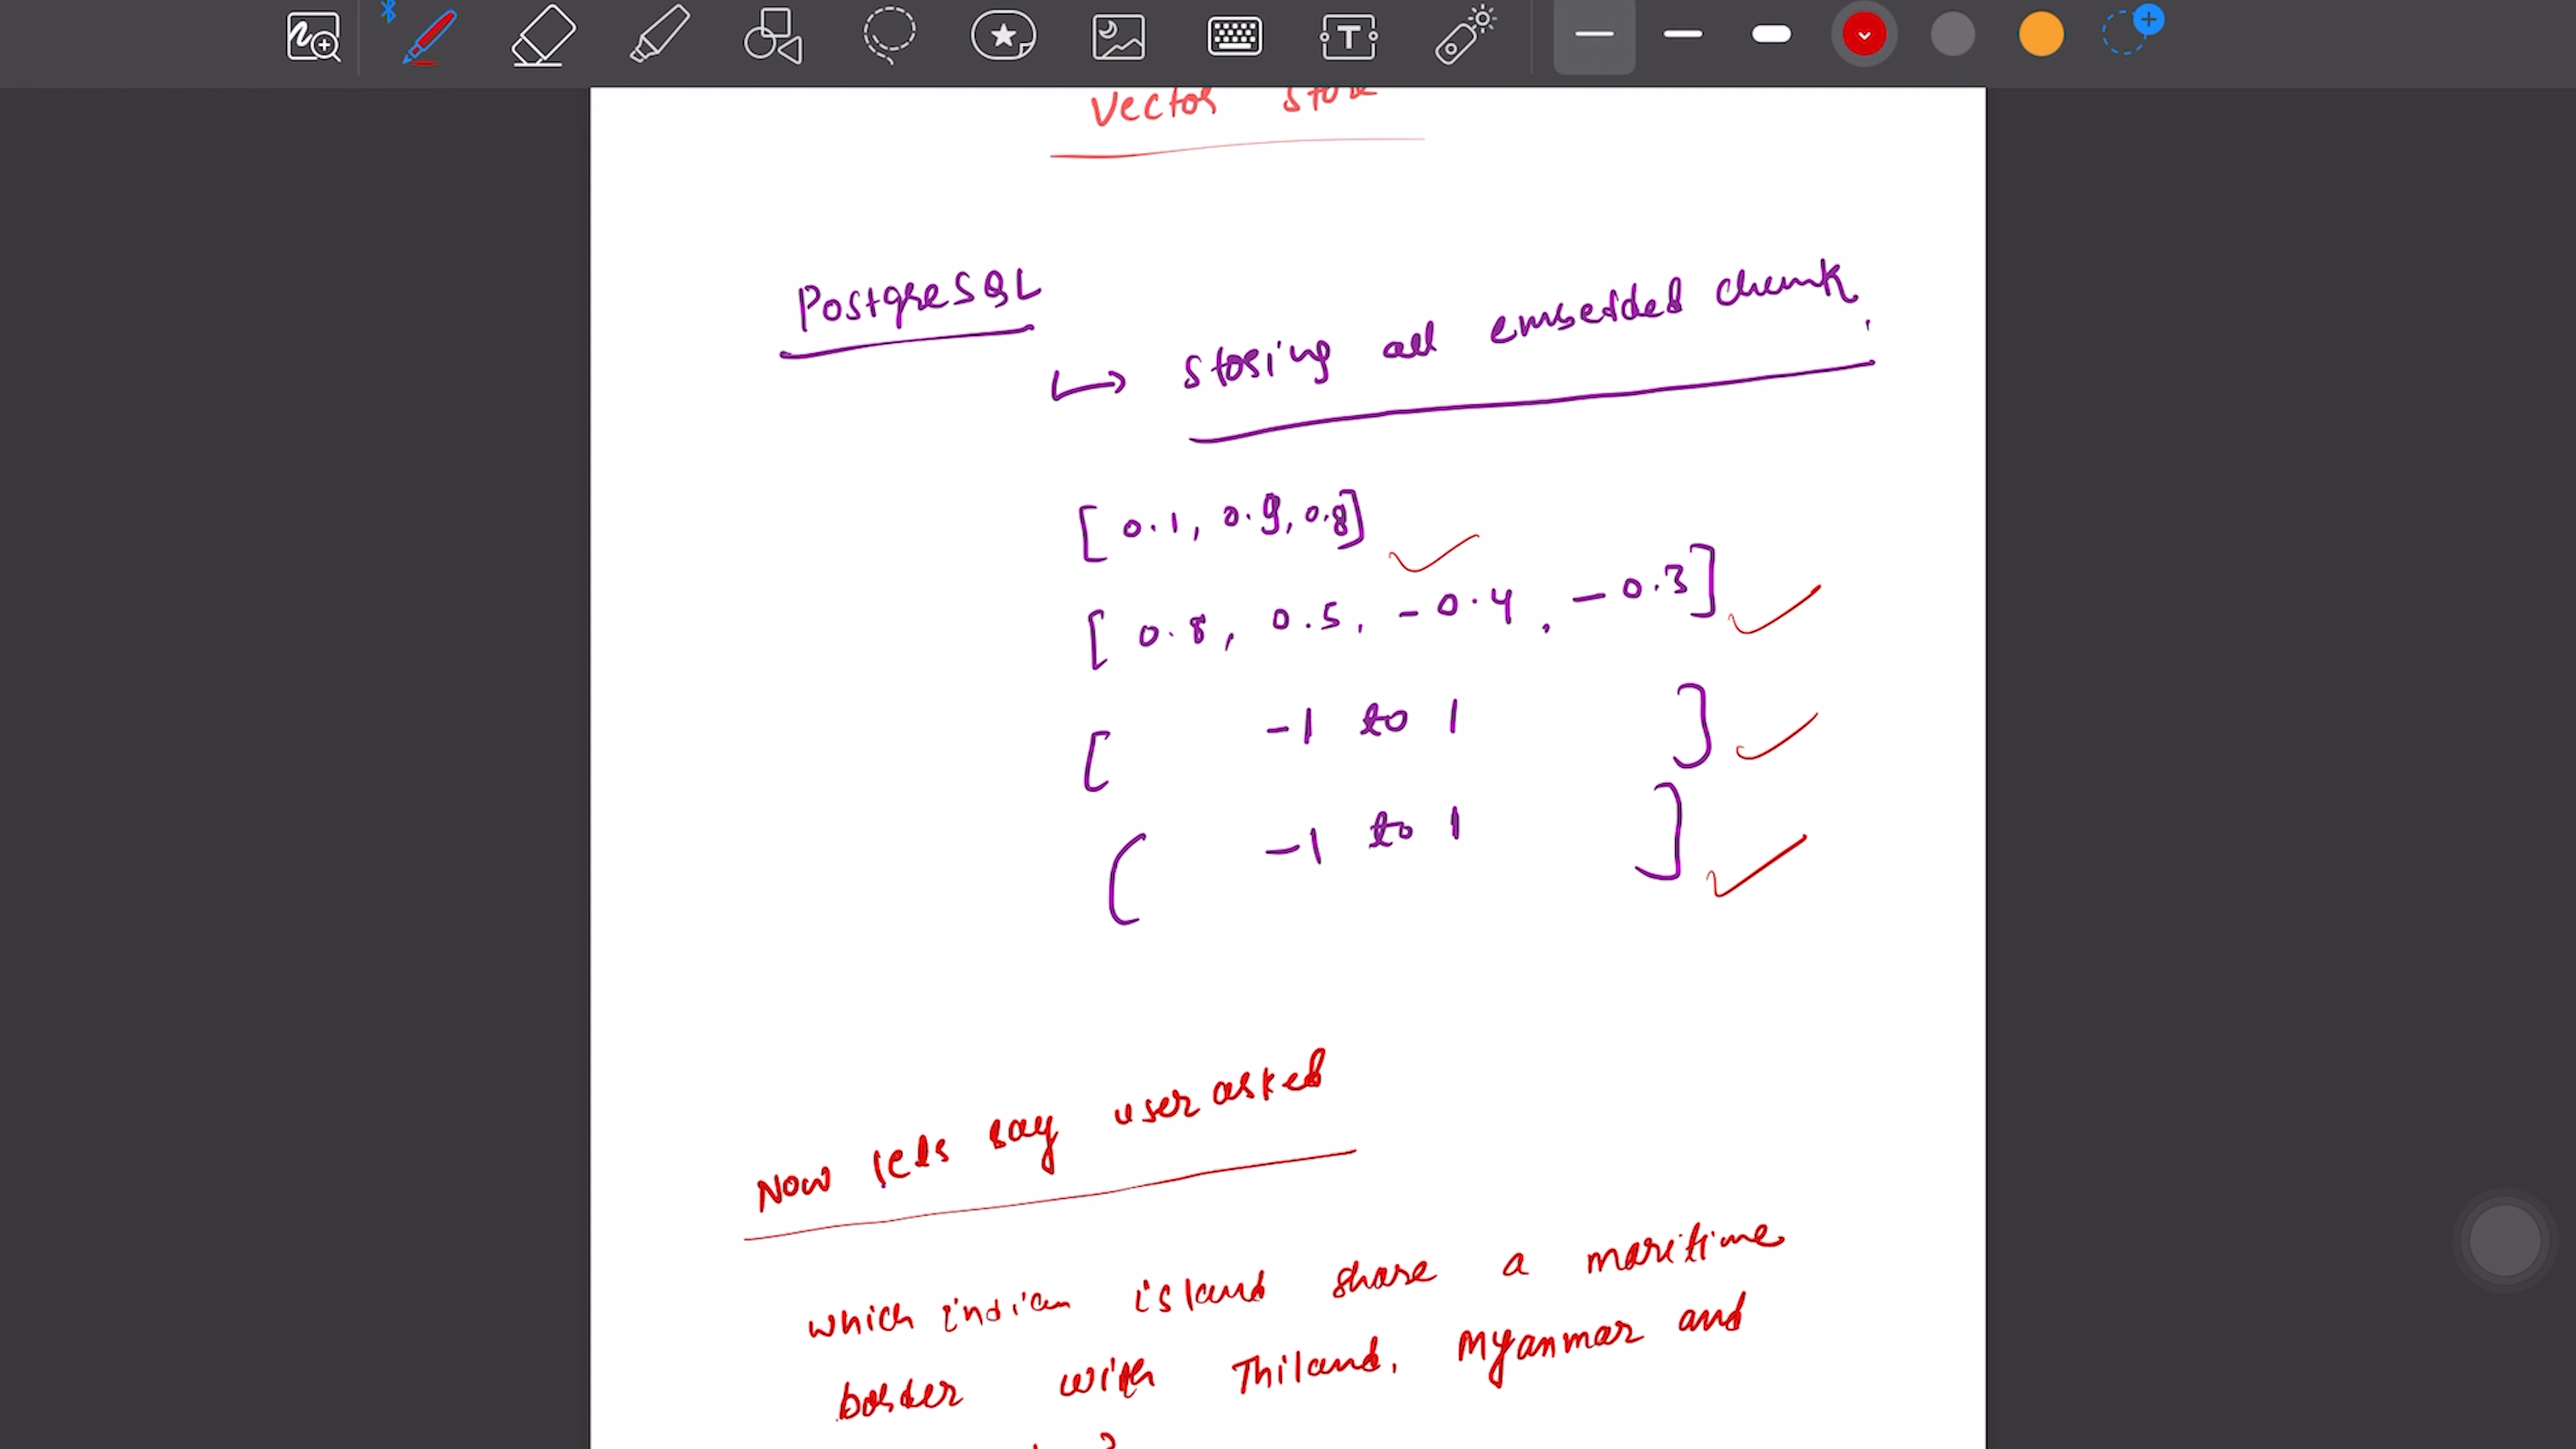 Vector Store
PostgreSQL
↳ storing all embedded chunk.
[ 0.1, 0.9, 0.8]
[ 0.8, 0.5, -0.4, -0.3]
[ -1 to 1 ]
( -1 to 1 ]
Now lets say user asked
which indian island share a maritime
border with Thiland, Myanmar and